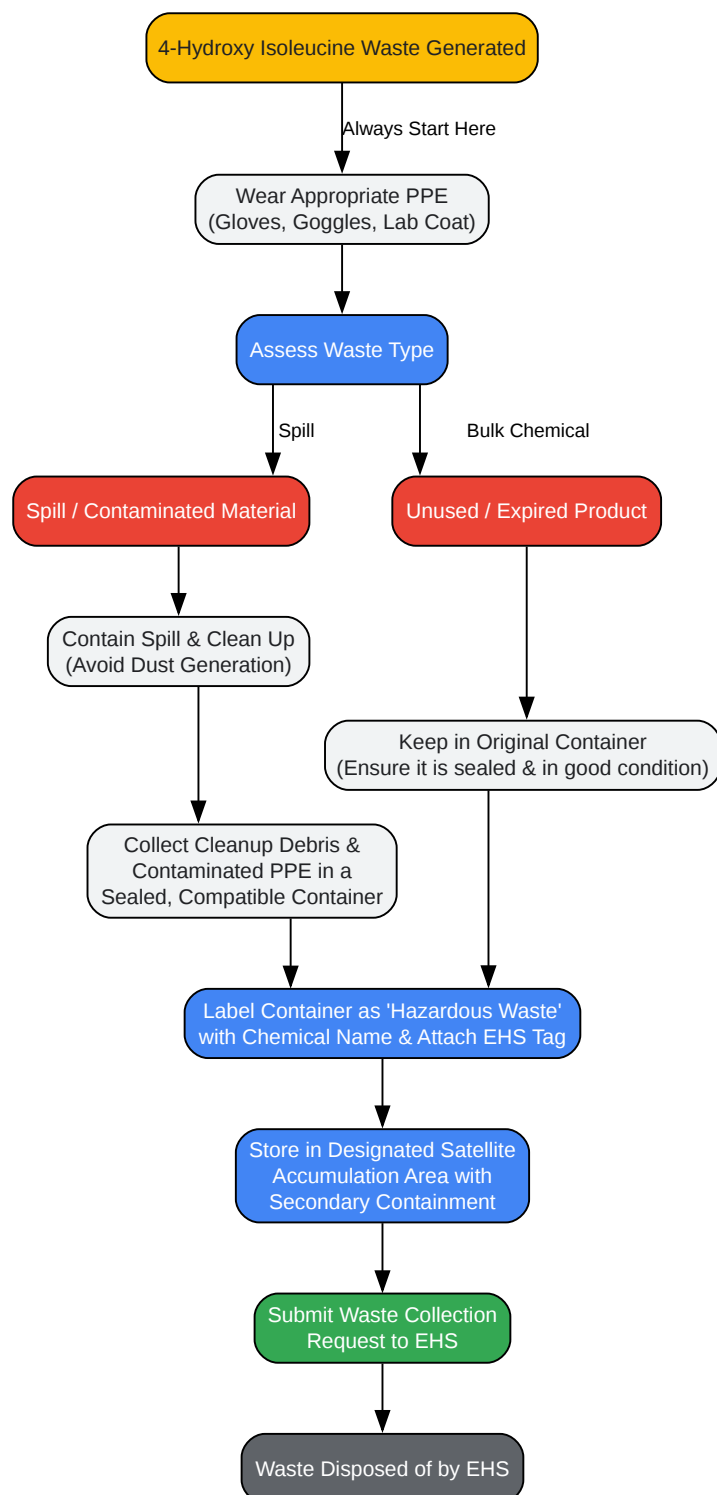 4-Hydroxy Isoleucine Waste Generated
Always Start Here
Wear Appropriate PPE
(Gloves, Goggles, Lab Coat)
Assess Waste Type
Spill
Bulk Chemical
Spill / Contaminated Material
Unused / Expired Product
Contain Spill & Clean Up
(Avoid Dust Generation)
Keep in Original Container
(Ensure it is sealed & in good condition)
Collect Cleanup Debris &
Contaminated PPE in a
Sealed, Compatible Container
Label Container as 'Hazardous Waste'
with Chemical Name & Attach EHS Tag
Store in Designated Satellite
Accumulation Area with
Secondary Containment
Submit Waste Collection
Request to EHS
Waste Disposed of by EHS